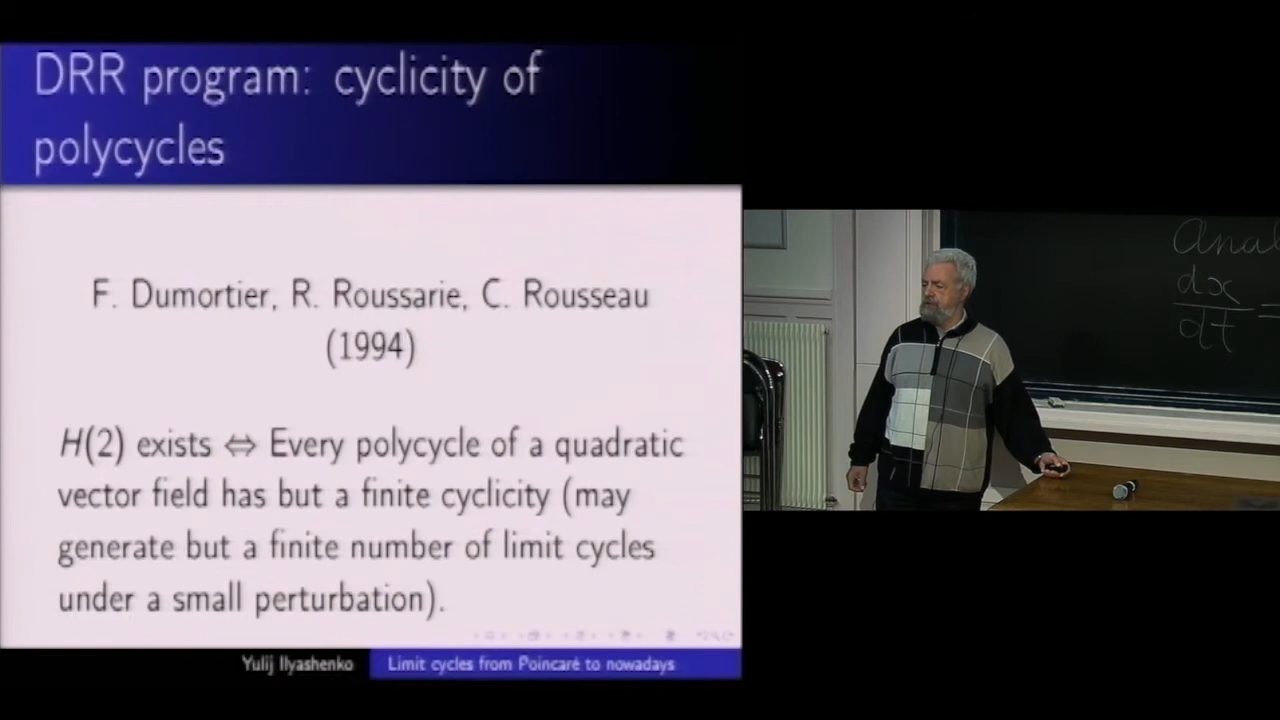 DRR program: cyclicity of
polycycles
F. Dumortier, R. Roussarie, C. Rousseau
(1994)
H(2) exists ⇔ Every polycycle of a quadratic
vector field has but a finite cyclicity (may
generate but a finite number of limit cycles
under a small perturbation).
Yulij Ilyashenko
Limit cycles from Poincaré to nowadays
Anal
dx
dt
=